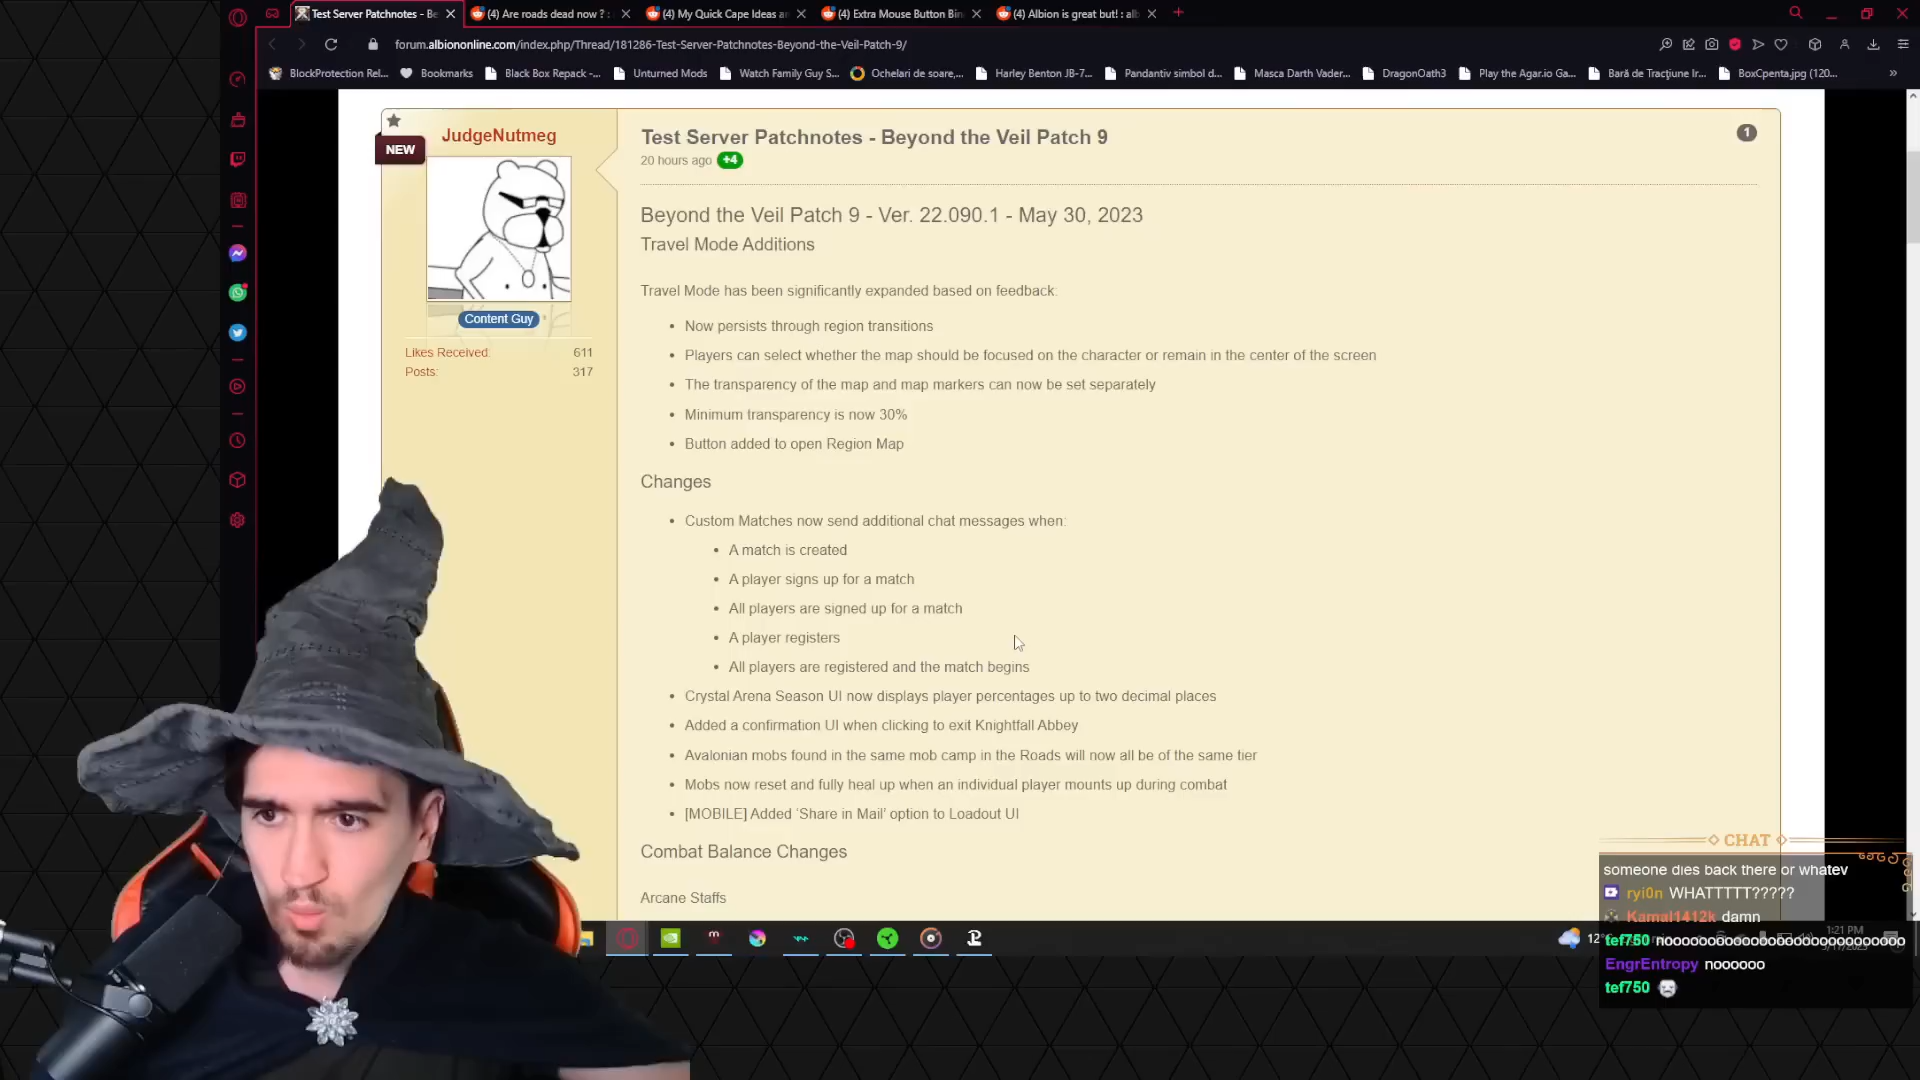 Test Server Patchnotes - Be
(4) Are roads dead now ? :
(4) My Quick Cape Ideas a
(4) Extra Mouse Button Bin
(4) Albion is great but! : alb
forum.albiononline.com/index.php/Thread/181286-Test-Server-Patchnotes-Beyond-the-Veil-Patch-9/
BlockProtection Rel...
Bookmarks
Black Box Repack -...
Unturned Mods
Watch Family Guy S...
Ochelari de soare,...
Harley Benton JB-7...
Pandantiv simbol d...
Masca Darth Vader...
DragonOath3
Play the Agar.io Ga...
Bară de Tracțiune Ir...
BoxCpenta.jpg (120...
NEW
JudgeNutmeg
Content Guy
Likes Received: 611
Posts: 317
Test Server Patchnotes - Beyond the Veil Patch 9
1
20 hours ago +4
Beyond the Veil Patch 9 - Ver. 22.090.1 - May 30, 2023
Travel Mode Additions
Travel Mode has been significantly expanded based on feedback:
• Now persists through region transitions
• Players can select whether the map should be focused on the character or remain in the center of the screen
• The transparency of the map and map markers can now be set separately
• Minimum transparency is now 30%
• Button added to open Region Map
Changes
• Custom Matches now send additional chat messages when:
• A match is created
• A player signs up for a match
• All players are signed up for a match
• A player registers
• All players are registered and the match begins
• Crystal Arena Season UI now displays player percentages up to two decimal places
• Added a confirmation UI when clicking to exit Knightfall Abbey
• Avalonian mobs found in the same mob camp in the Roads will now all be of the same tier
• Mobs now reset and fully heal up when an individual player mounts up during combat
• [MOBILE] Added ‘Share in Mail’ option to Loadout UI
Combat Balance Changes
Arcane Staffs
CHAT
someone dies back there or whatev
ryi0n WHATTTTT?????
Kamal1412k damn
tef750 noooooooooooooooooooooooooooo
EngrEntropy noooooo
tef750
12°
1:21 PM